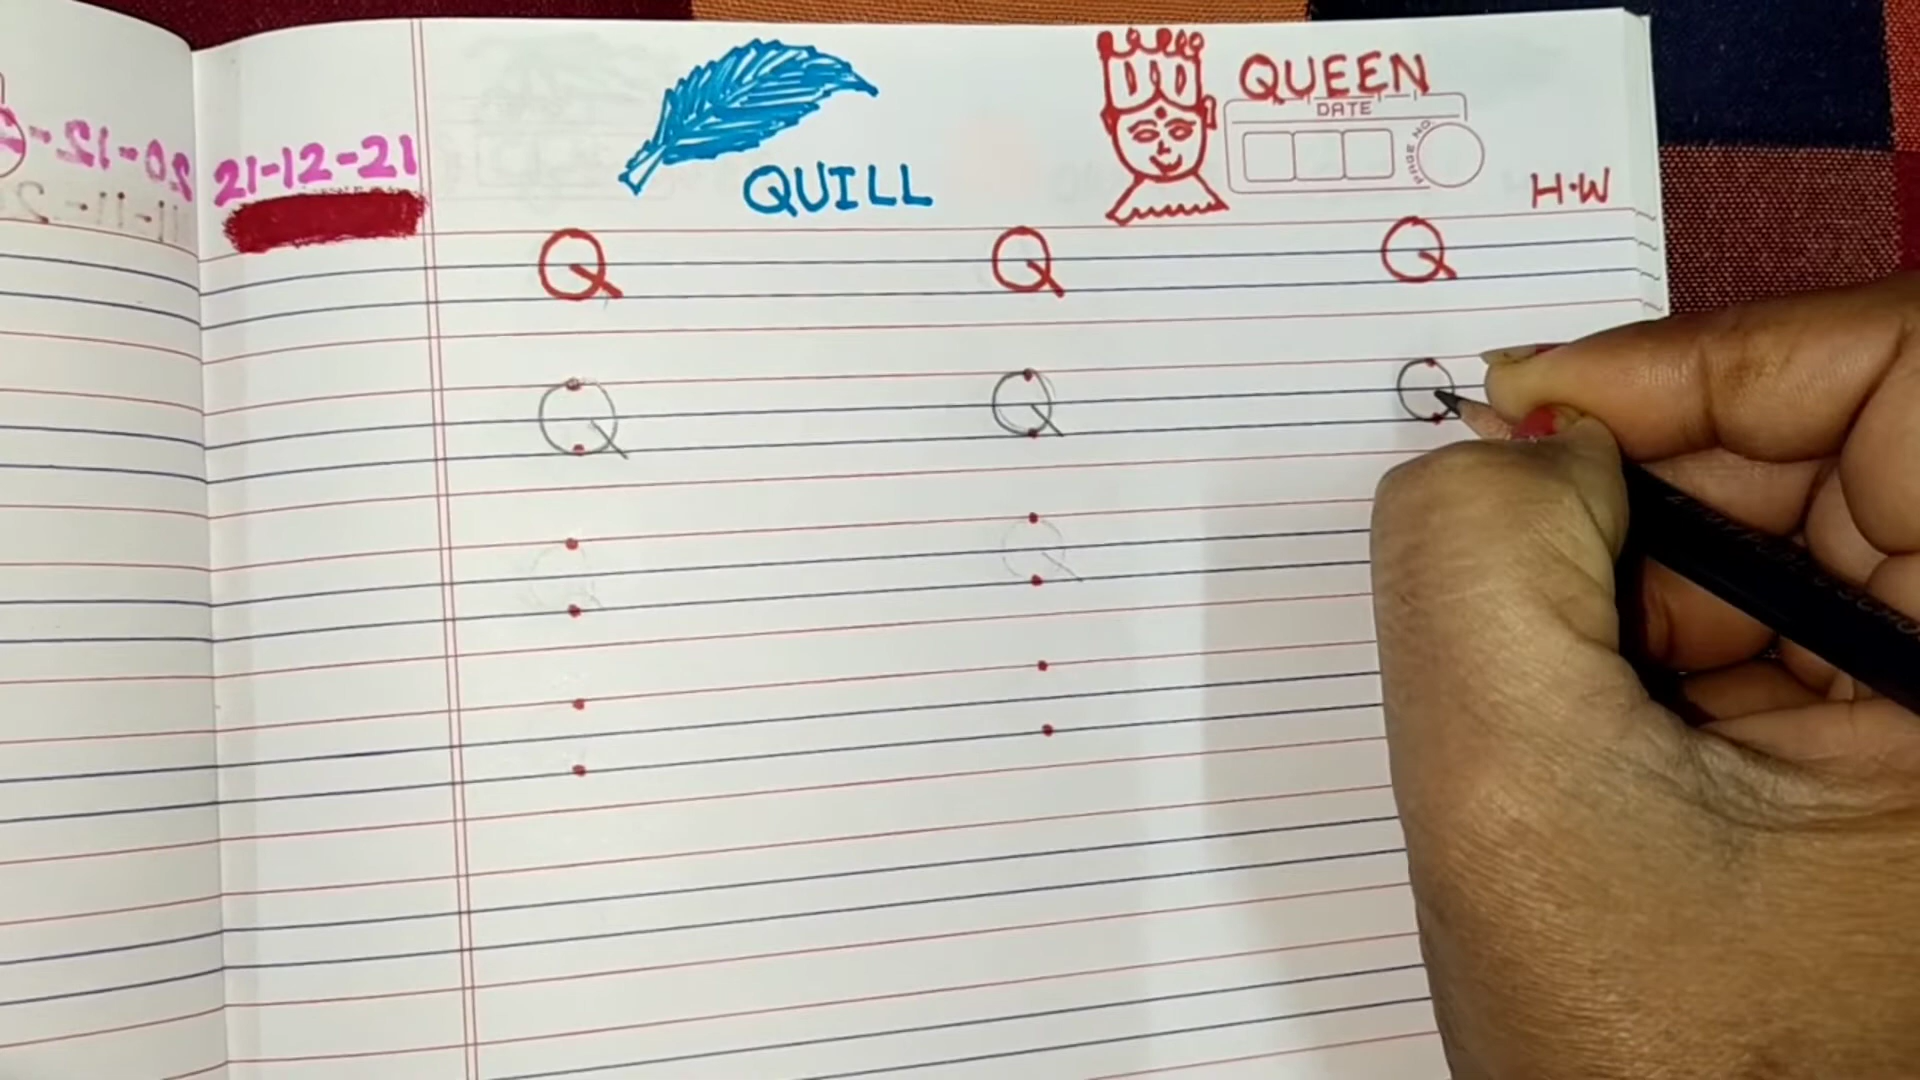 QUEEN
DATE
PAGE NO.
21-12-21
QUILL
H.W
Q Q Q
Q Q Q
Q